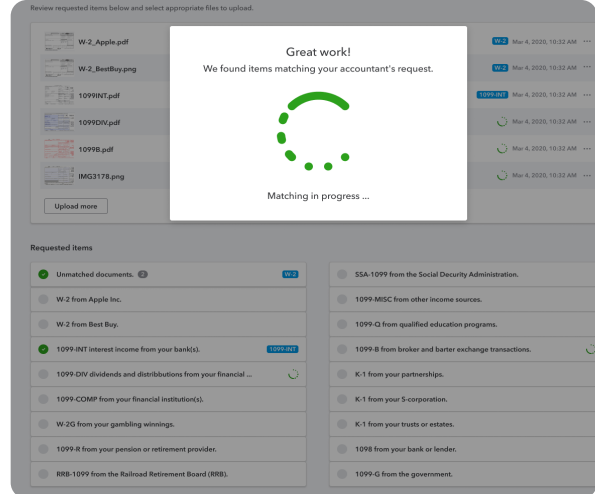 Review requested items below and select appropriate files to upload.
W-2_Apple.pdf
W-2 Mar 4, 2020, 10:32 AM
W-2_BestBuy.png
W-2 Mar 4, 2020, 10:32 AM
1099INT.pdf
1099-INT Mar 4, 2020, 10:32 AM
1099DIV.pdf
Mar 4, 2020, 10:32 AM
1099B.pdf
Mar 4, 2020, 10:32 AM
IMG3178.png
Mar 4, 2020, 10:32 AM
Upload more
Great work!
We found items matching your accountant's request.
Matching in progress ...
Requested items
Unmatched documents. 2 W-2
W-2 from Apple Inc.
W-2 from Best Buy.
1099-INT interest income from your bank(s). 1099-INT
1099-DIV dividends and distribbutions from your financial ...
1099-COMP from your financial institution(s).
W-2G from your gambling winnings.
1099-R from your pension or retirement provider.
RRB-1099 from the Railroad Retirement Board (RRB).
SSA-1099 from the Social Decurity Administration.
1099-MISC from other income sources.
1099-Q from qualified education programs.
1099-B from broker and barter exchange transactions.
K-1 from your partnerships.
K-1 from your S-corporation.
K-1 from your trusts or estates.
1098 from your bank or lender.
1099-G from the government.